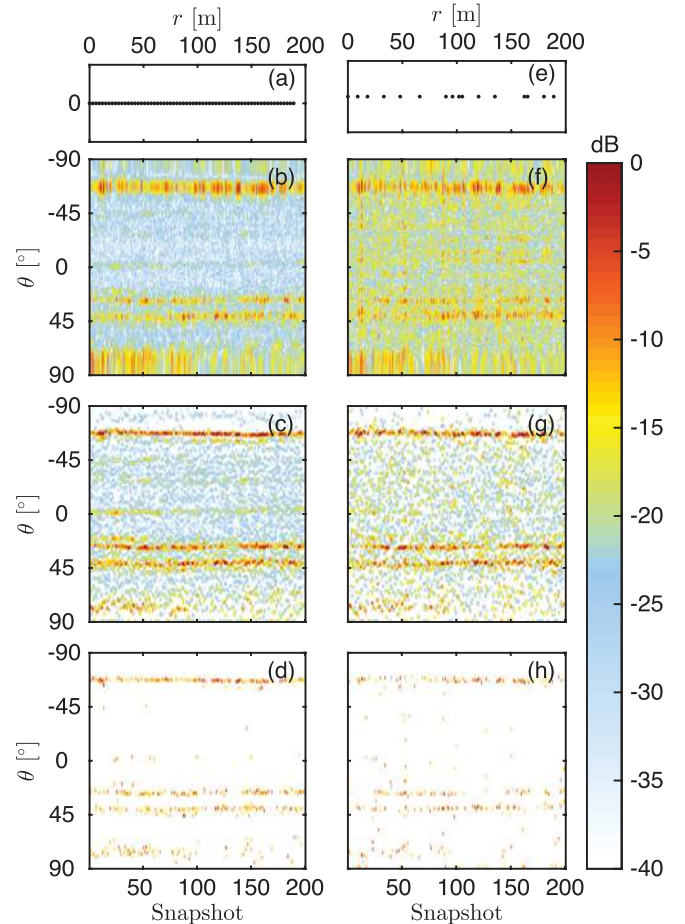 r [m] r [m]
0 50 100 150 200 0 50 100 150 200
(a) (e)
0
dB
-90 (b) (f) 0
-45 -5
θ [°] 0
45 -10
90
-90 (c) (g) -15
-45
θ [°] 0 -20
45 -25
90
-90 (d) (h) -30
-45
θ [°] 0 -35
45
90 -40
50 100 150 200 50 100 150 200
Snapshot Snapshot